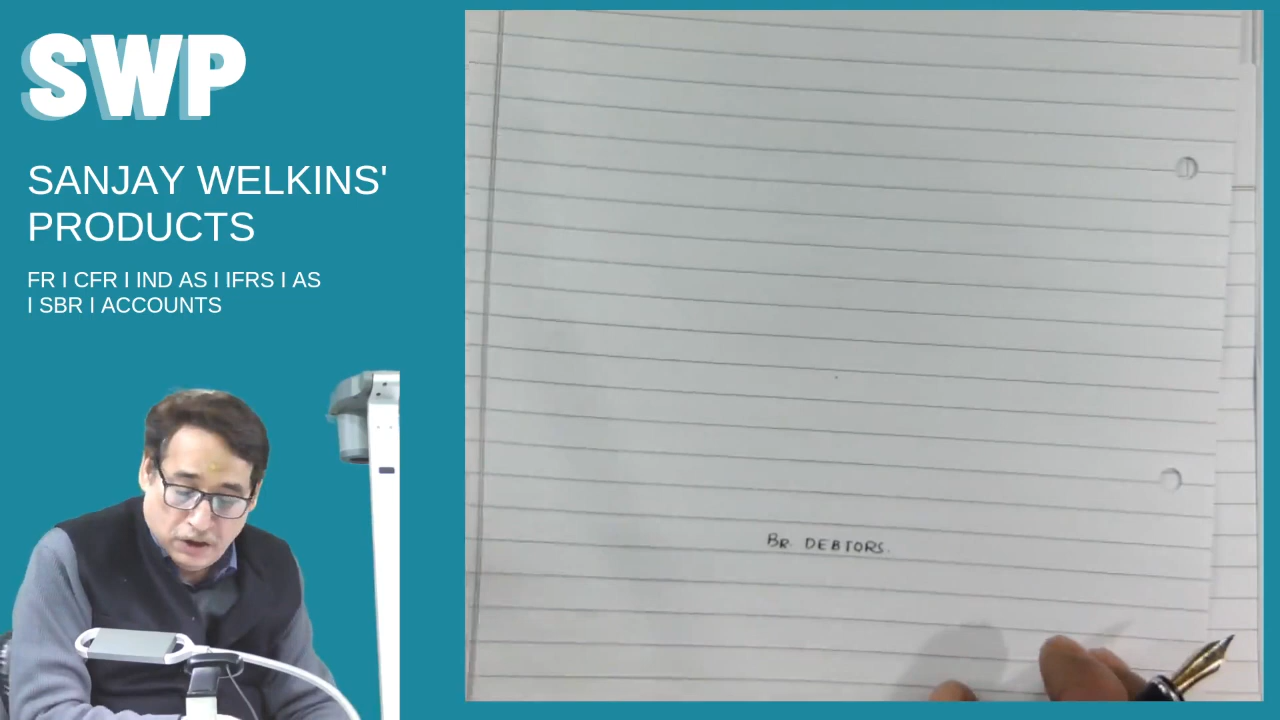 SWP
SANJAY WELKINS'
PRODUCTS
FR I CFR I IND AS I IFRS I AS
I SBR I ACCOUNTS
BR. DEBTORS.